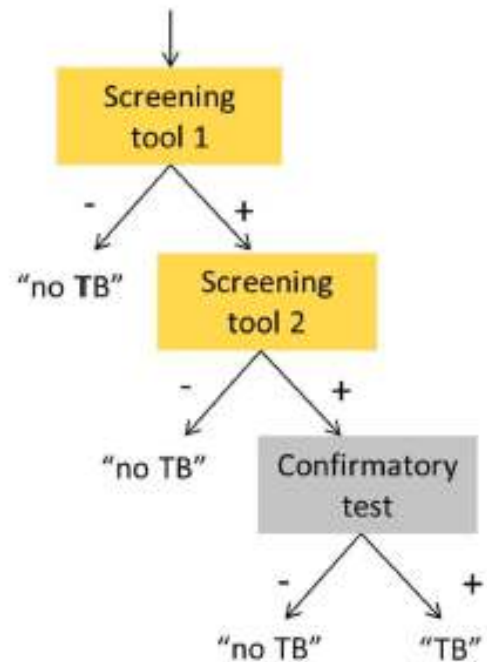 Screening
tool 1
-
+
“no TB”
Screening
tool 2
-
+
“no TB”
Confirmatory
test
-
+
“no TB”
“TB”